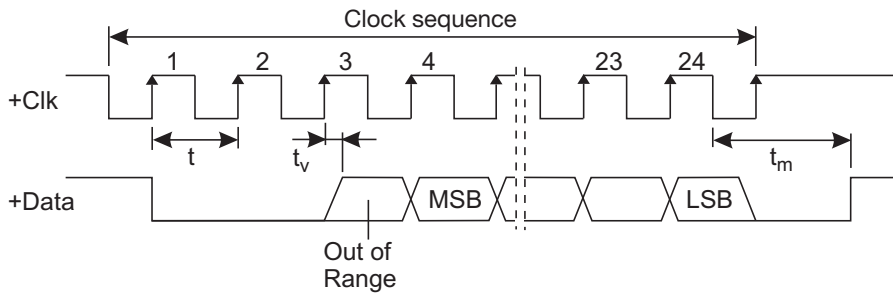 Clock sequence
1 2 3 4 23 24
+Clk
t tv tm
+Data
MSB LSB
Out of
Range